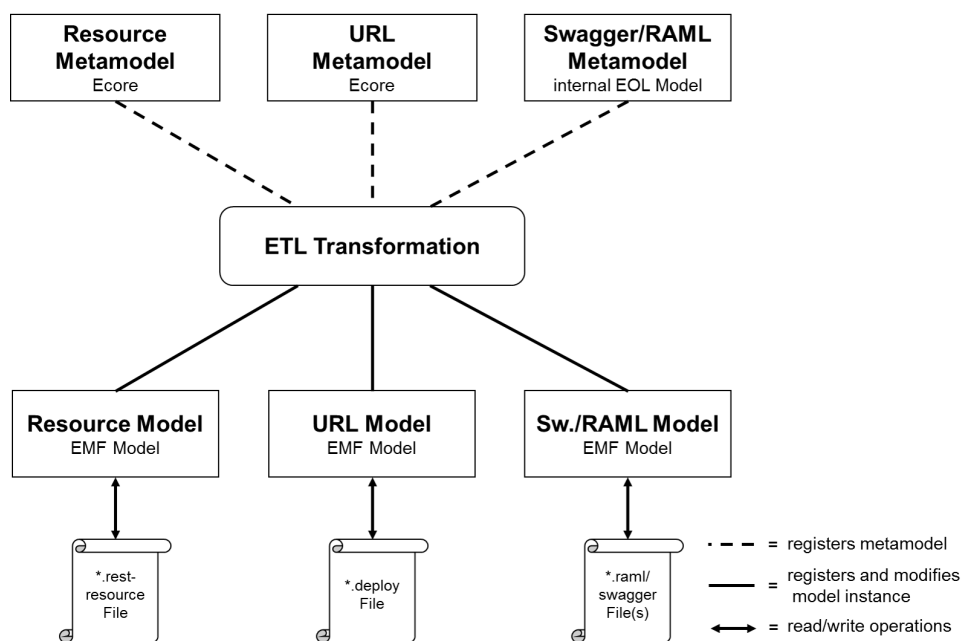 Resource
Metamodel
Ecore
URL
Metamodel
Ecore
Swagger/RAML
Metamodel
internal EOL Model
ETL Transformation
Resource Model
EMF Model
URL Model
EMF Model
Sw./RAML Model
EMF Model
*.rest-
resource
File
*.deploy
File
*.raml/
swagger
File(s)
= registers metamodel
= registers and modifies
model instance
= read/write operations